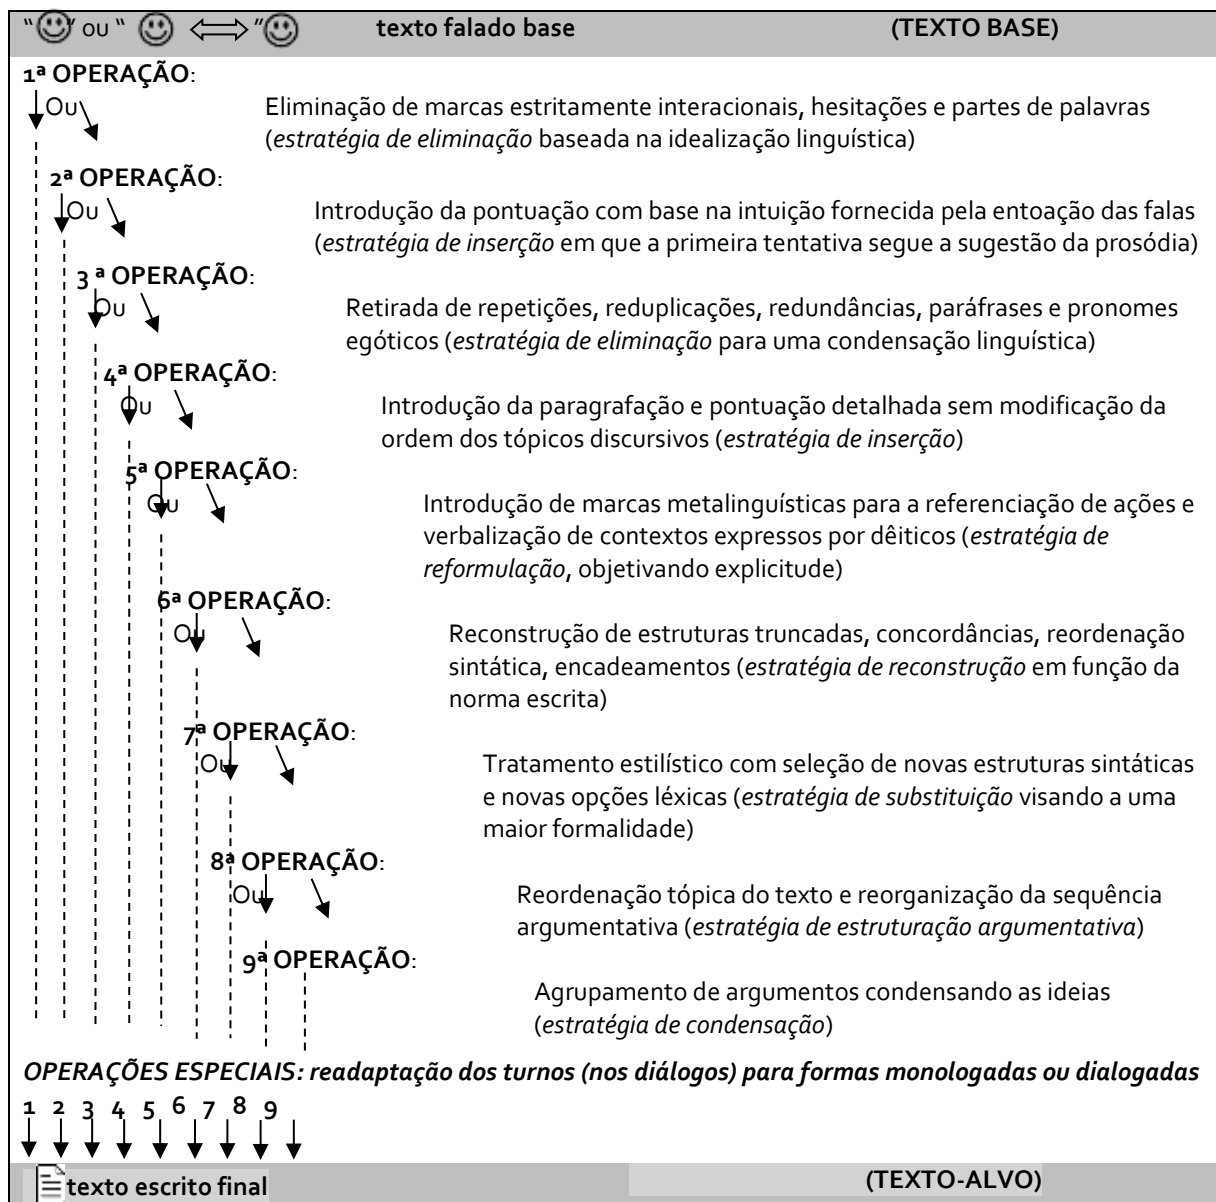 “ ” ou “ ” texto falado base (TEXTO BASE)
1ª OPERAÇÃO:
Ou
Eliminação de marcas estritamente interacionais, hesitações e partes de palavras
(estratégia de eliminação baseada na idealização linguística)
2ª OPERAÇÃO:
Ou
Introdução da pontuação com base na intuição fornecida pela entoação das falas
(estratégia de inserção em que a primeira tentativa segue a sugestão da prosódia)
3 ª OPERAÇÃO:
Ou
Retirada de repetições, reduplicações, redundâncias, paráfrases e pronomes
egóticos (estratégia de eliminação para uma condensação linguística)
4ª OPERAÇÃO:
Ou
Introdução da paragrafação e pontuação detalhada sem modificação da
ordem dos tópicos discursivos (estratégia de inserção)
5ª OPERAÇÃO:
Ou
Introdução de marcas metalinguísticas para a referenciação de ações e
verbalização de contextos expressos por dêiticos (estratégia de
reformulação, objetivando explicitude)
6ª OPERAÇÃO:
Ou
Reconstrução de estruturas truncadas, concordâncias, reordenação
sintática, encadeamentos (estratégia de reconstrução em função da
norma escrita)
7ª OPERAÇÃO:
Ou
Tratamento estilístico com seleção de novas estruturas sintáticas
e novas opções léxicas (estratégia de substituição visando a uma
maior formalidade)
8ª OPERAÇÃO:
Ou
Reordenação tópica do texto e reorganização da sequência
argumentativa (estratégia de estruturação argumentativa)
9ª OPERAÇÃO:
Agrupamento de argumentos condensando as ideias
(estratégia de condensação)
OPERAÇÕES ESPECIAIS: readaptação dos turnos (nos diálogos) para formas monologadas ou dialogadas
1 2 3 4 5 6 7 8 9
texto escrito final (TEXTO-ALVO)